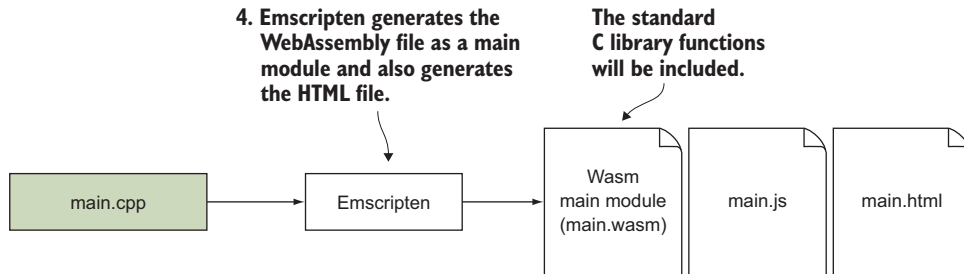 4. Emscripten generates the
WebAssembly file as a main
module and also generates
the HTML file.
The standard
C library functions
will be included.
main.cpp
Emscripten
Wasm
main module
(main.wasm)
main.js
main.html